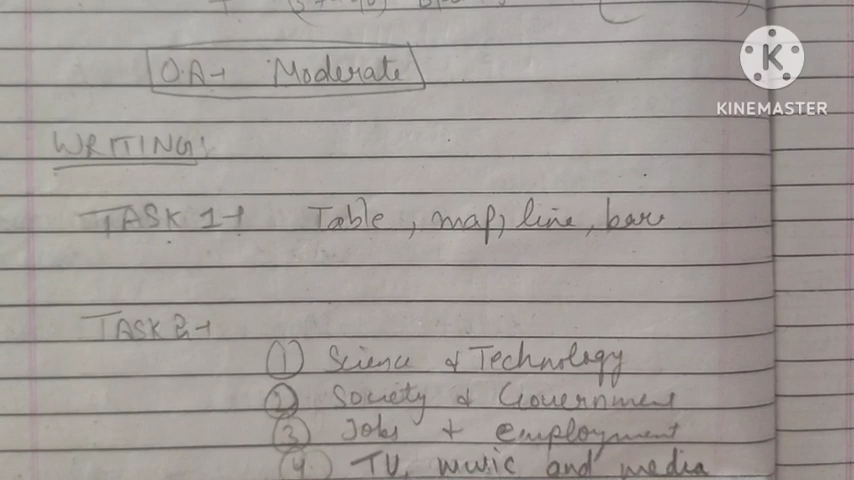 O.A→ Moderate
K
KINEMASTER
WRITING:
TASK 1→ Table, map, line, bar
TASK 2→
① Science & Technology
② Society & Government
③ Jobs & employment
④ TV, music and media